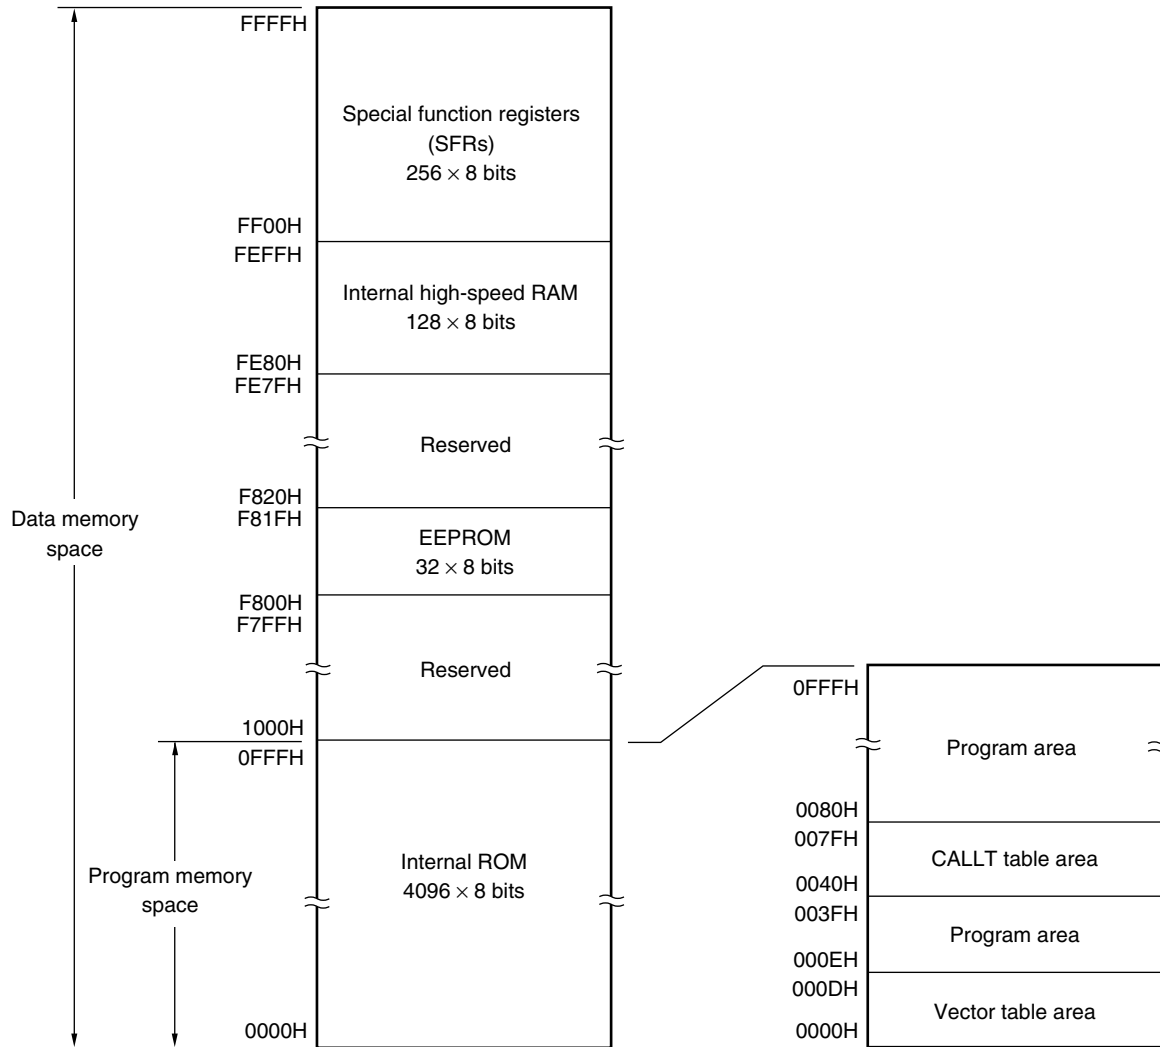 FFFFH
Special function registers
(SFRs)
256 × 8 bits
FF00H
FEFFH
Internal high-speed RAM
128 × 8 bits
FE80H
FE7FH
Reserved
F820H
F81FH
Data memory
space
EEPROM
32 × 8 bits
F800H
F7FFH
Reserved
1000H
0FFFH
Program memory
space
Internal ROM
4096 × 8 bits
0000H
0FFFH
Program area
0080H
007FH
CALLT table area
0040H
003FH
Program area
000EH
000DH
Vector table area
0000H